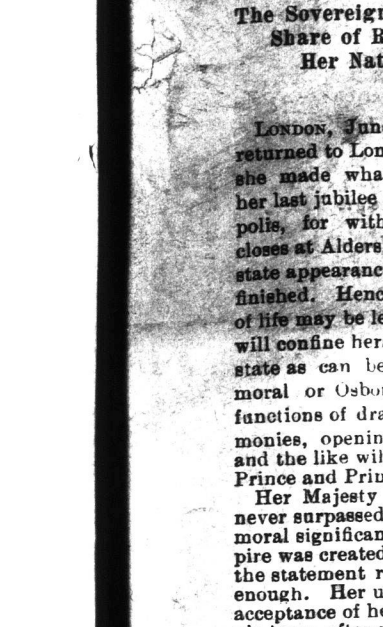 The Sovereign
Share of R
Her Nat
LONDON, Jun
returned to Lon
she made wha
her last jubilee
polis, for with
closes at Alders
state appearanc
finished. Henc
of life may be le
will confine her
state as can be
moral or Osbor
functions of dra
monies, openin
and the like wil
Prince and Prin
Her Majesty
never surpassed
moral significan
pire was created
the statement r
enough. Her u
acceptance of he